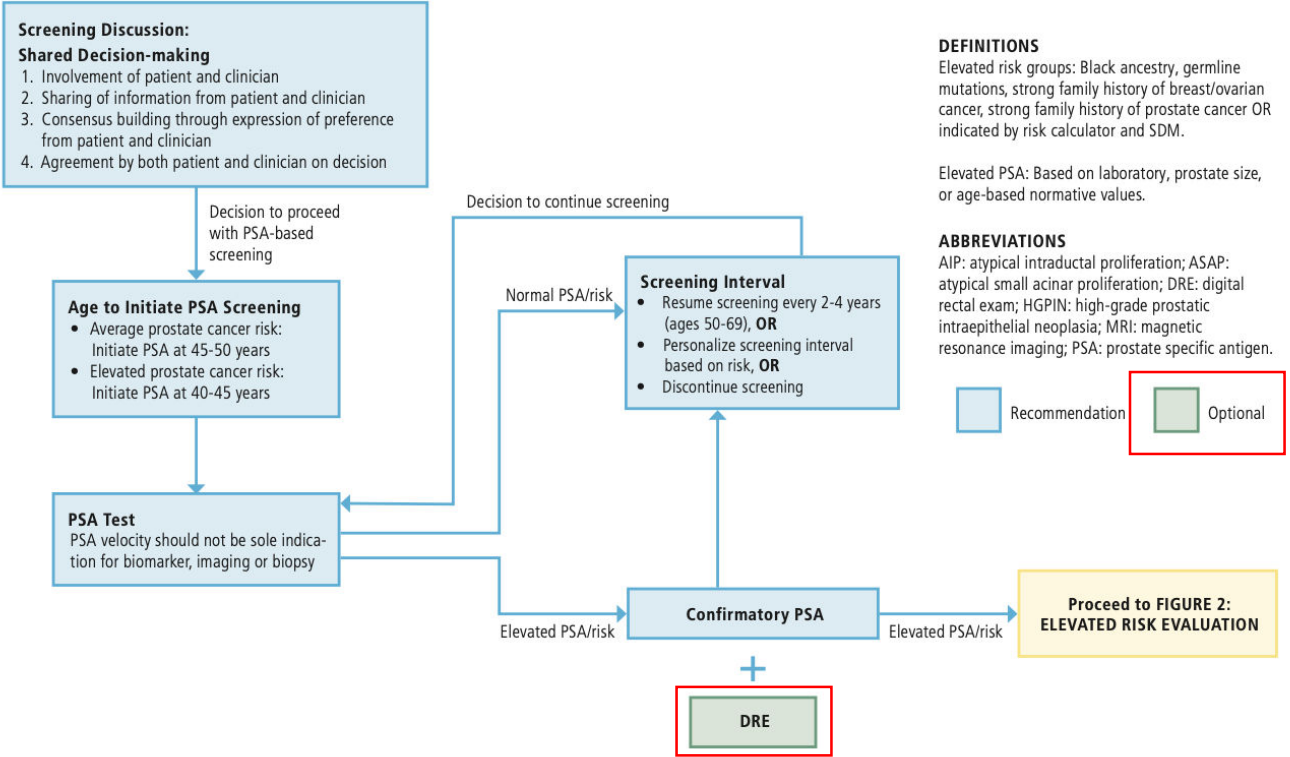 Screening Discussion:
Shared Decision-making
1. Involvement of patient and clinician
2. Sharing of information from patient and clinician
3. Consensus building through expression of preference
from patient and clinician
4. Agreement by both patient and clinician on decision
Decision to proceed
with PSA-based
screening
Age to Initiate PSA Screening
• Average prostate cancer risk:
Initiate PSA at 45-50 years
• Elevated prostate cancer risk:
Initiate PSA at 40-45 years
PSA Test
PSA velocity should not be sole indica-
tion for biomarker, imaging or biopsy
Decision to continue screening
Normal PSA/risk
Screening Interval
• Resume screening every 2-4 years
(ages 50-69), OR
• Personalize screening interval
based on risk, OR
• Discontinue screening
Elevated PSA/risk
Confirmatory PSA
+
DRE
Elevated PSA/risk
Proceed to FIGURE 2:
ELEVATED RISK EVALUATION
DEFINITIONS
Elevated risk groups: Black ancestry, germline
mutations, strong family history of breast/ovarian
cancer, strong family history of prostate cancer OR
indicated by risk calculator and SDM.
Elevated PSA: Based on laboratory, prostate size,
or age-based normative values.
ABBREVIATIONS
AIP: atypical intraductal proliferation; ASAP:
atypical small acinar proliferation; DRE: digital
rectal exam; HGPIN: high-grade prostatic
intraepithelial neoplasia; MRI: magnetic
resonance imaging; PSA: prostate specific antigen.
Recommendation
Optional